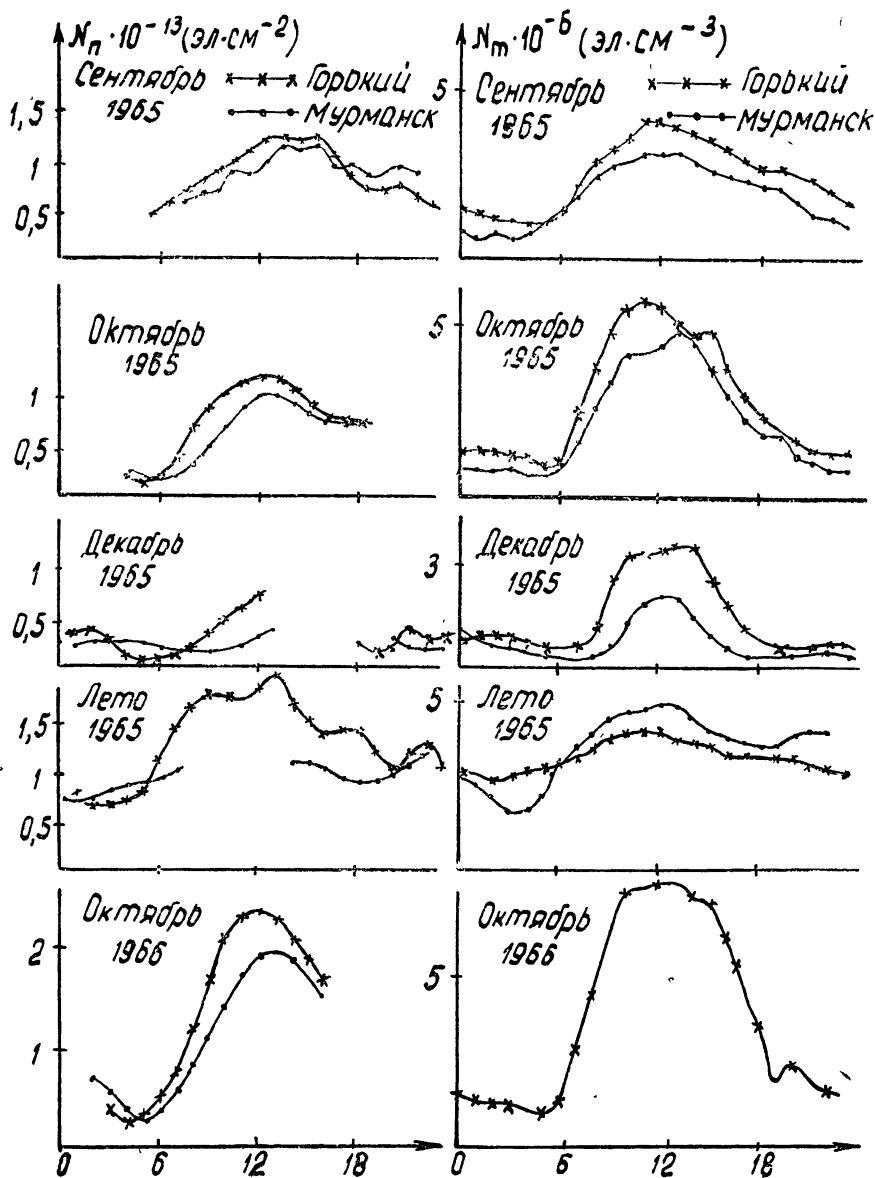 Nп · 10⁻¹³ (эл·см⁻²)
Сентябрь 1965
Горький
Мурманск
1,5
1
0,5
Nm · 10⁻⁶ (эл·см⁻³)
5
Сентябрь 1965
Горький
Мурманск
Октябрь 1965
1
0,5
5
Октябрь 1965
Декабрь 1965
1
0,5
3
Декабрь 1965
Лето 1965
1,5
1
0,5
5
Лето 1965
Октябрь 1966
2
1
5
Октябрь 1966
0 6 12 18
0 6 12 18